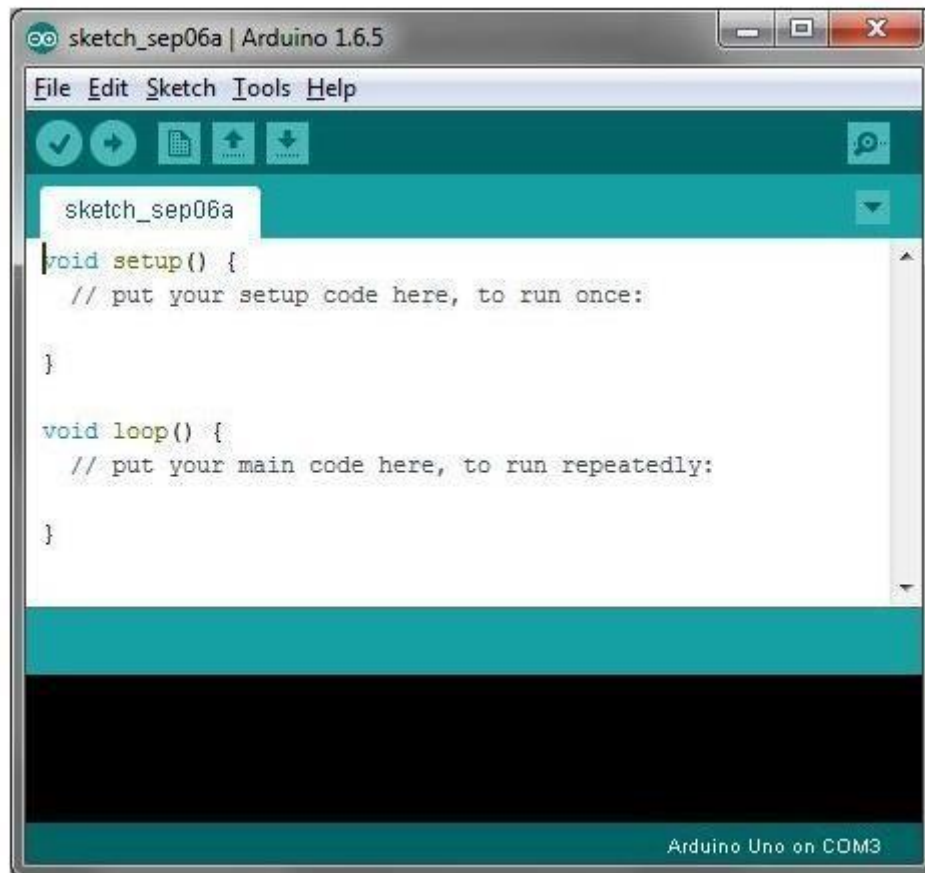 sketch_sep06a | Arduino 1.6.5
File Edit Sketch Tools Help
sketch_sep06a
void setup() {
  // put your setup code here, to run once:
}
void loop() {
  // put your main code here, to run repeatedly:
}
Arduino Uno on COM3